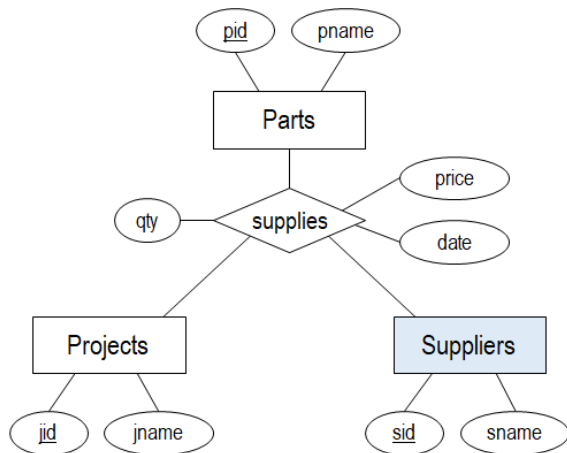 pid
pname
Parts
price
qty
supplies
date
Projects
Suppliers
jid
jname
sid
sname